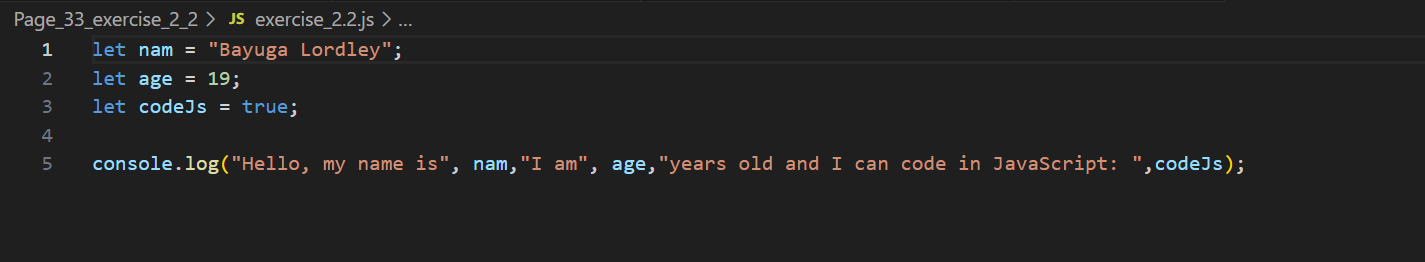 Page_33_exercise_2_2 > JS exercise_2.2.js > ...
1 let nam = "Bayuga Lordley";
2 let age = 19;
3 let codeJs = true;
4
5 console.log("Hello, my name is", nam,"I am", age,"years old and I can code in JavaScript: ",codeJs);